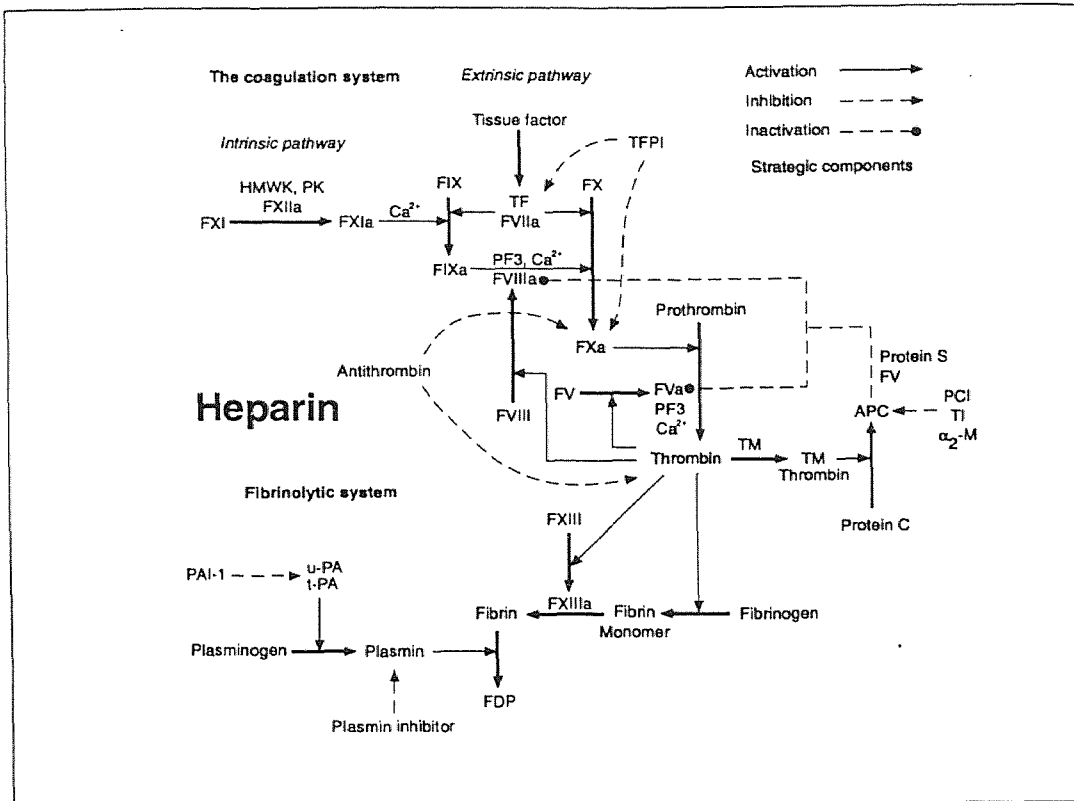 The coagulation system
Extrinsic pathway
Activation
Inhibition
Inactivation
Strategic components
Tissue factor
TFPI
Intrinsic pathway
HMWK, PK
FXIIa
FXI
FXIa
Ca²⁺
FIX
TF
FVIIa
FX
FIXa
PF3, Ca²⁺
FVIIIa
Prothrombin
FXa
Antithrombin
Protein S
FV
Heparin
FVIII
FV
FVa
PF3
Ca²⁺
APC
PCI
TI
α₂-M
Thrombin
TM
TM
Thrombin
Protein C
Fibrinolytic system
FXIII
PAI-1
u-PA
t-PA
FXIIIa
Fibrin
Fibrin
Monomer
Fibrinogen
Plasminogen
Plasmin
FDP
Plasmin inhibitor